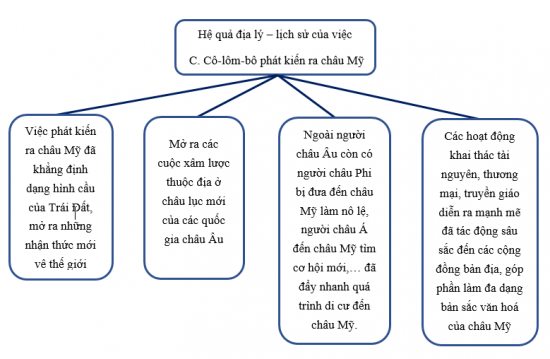 Hệ quả địa lý – lịch sử của việc
C. Cô-lôm-bô phát kiến ra châu Mỹ
Việc phát kiến
ra châu Mỹ đã
khẳng định
dạng hình cầu
của Trái Đất,
mở ra những
nhận thức mới
về thế giới
Mở ra các
cuộc xâm lược
thuộc địa ở
châu lục mới
của các quốc
gia châu Âu
Ngoài người
châu Âu còn có
người châu Phi
bị đưa đến châu
Mỹ làm nô lệ,
người châu Á
đến châu Mỹ tìm
cơ hội mới,… đã
đẩy nhanh quá
trình di cư đến
châu Mỹ.
Các hoạt động
khai thác tài
nguyên, thương
mại, truyền giáo
diễn ra mạnh mẽ
đã tác động sâu
sắc đến các cộng
đồng bản địa, góp
phần làm đa dạng
bản sắc văn hoá
của châu Mỹ